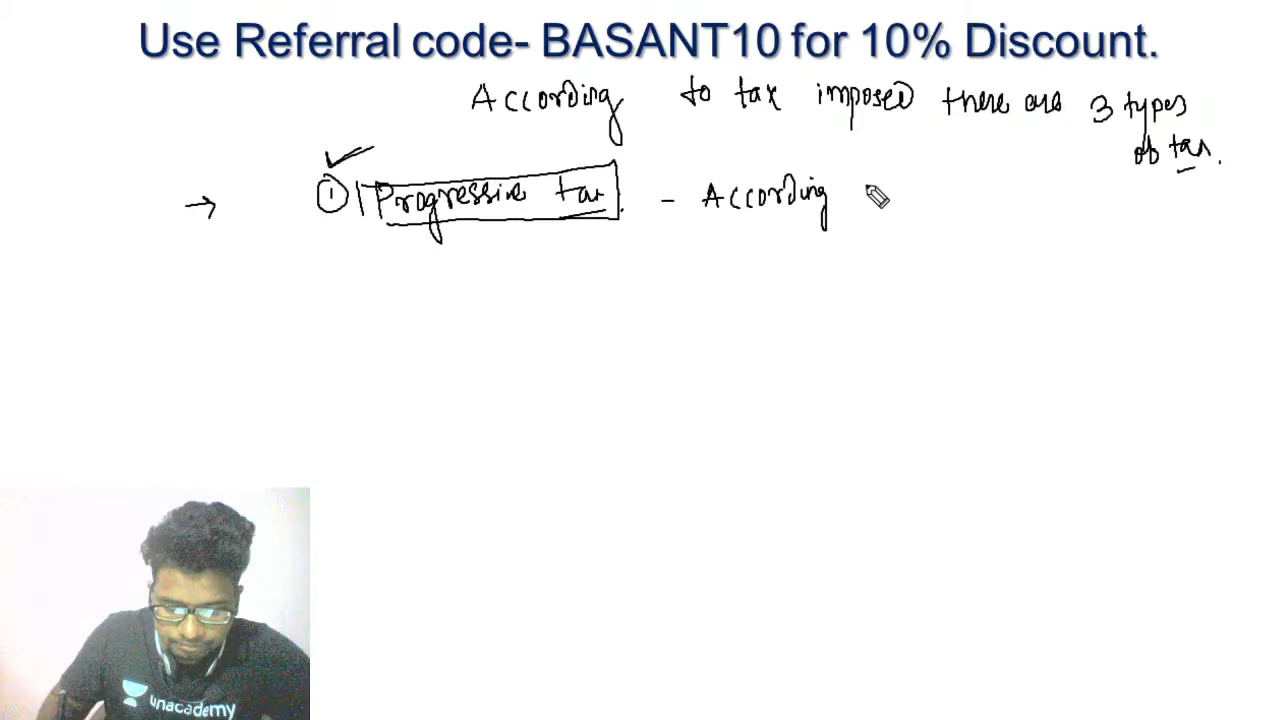 Use Referral code- BASANT10 for 10% Discount.
According to tax imposed there are 3 types
of tax.
→ ① Progressive tax. - According
unacademy